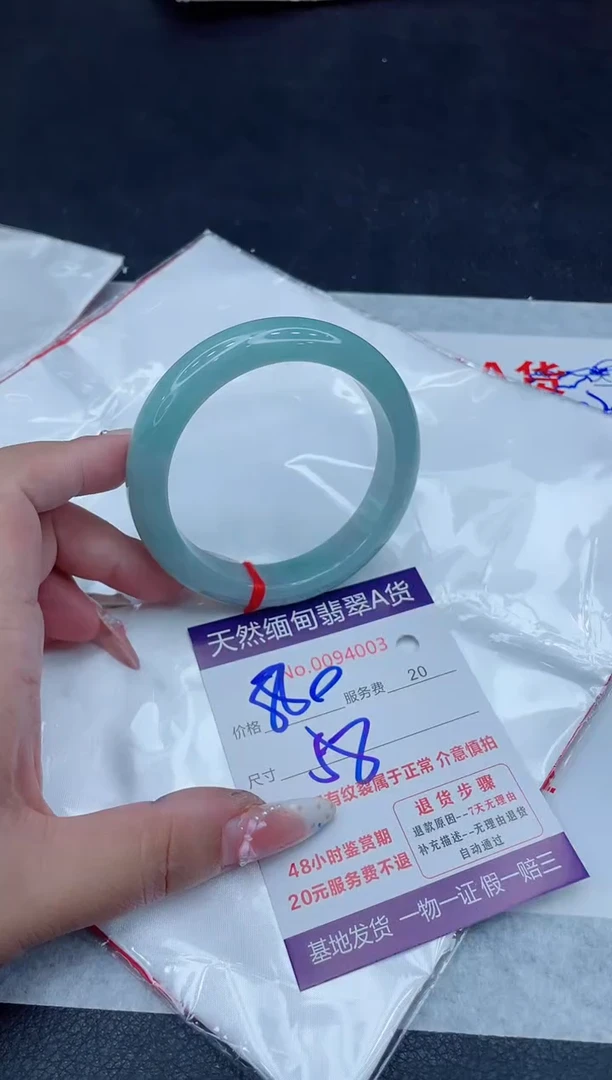 A货
天然缅甸翡翠A货
No.0094003
价格 880 服务费 20
尺寸 58
有纹裂属于正常 介意慎拍
48小时鉴赏期
20元服务费不退
退货步骤
退款原因--7天无理由
补充描述--无理由退货
自动通过
基地发货 一物一证 假一赔三